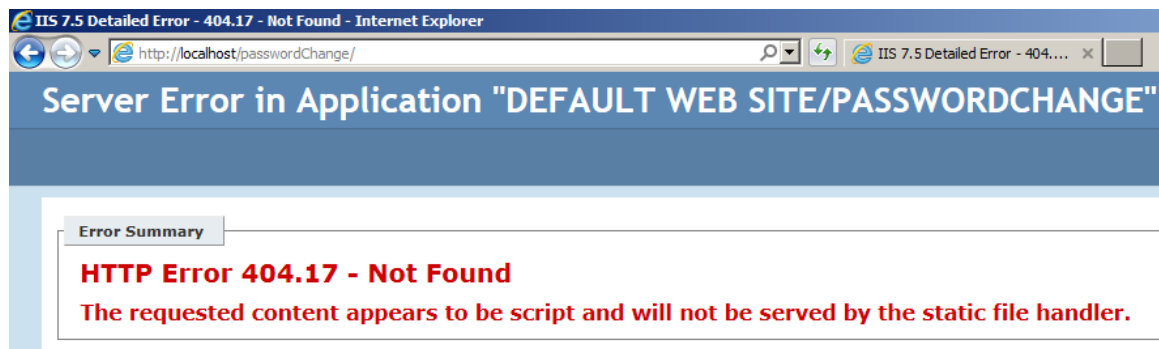 IIS 7.5 Detailed Error - 404.17 - Not Found - Internet Explorer
http://localhost/passwordChange/
IIS 7.5 Detailed Error - 404....
Server Error in Application "DEFAULT WEB SITE/PASSWORDCHANGE"
Error Summary
HTTP Error 404.17 - Not Found
The requested content appears to be script and will not be served by the static file handler.